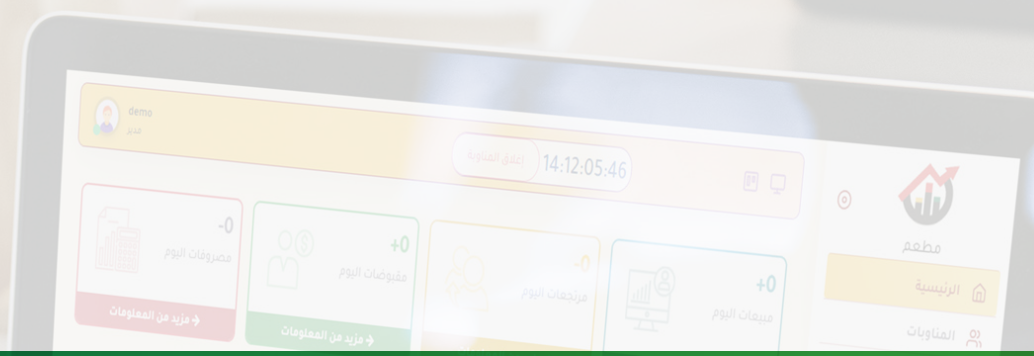 demo
مدير
إغلاق المناوبة
14:12:05:46
مطعم
الرئيسية
المناوبات
+0
مبيعات اليوم
-0
مرتجعات اليوم
+0
مقبوضات اليوم
مزيد من المعلومات
-0
مصروفات اليوم
مزيد من المعلومات